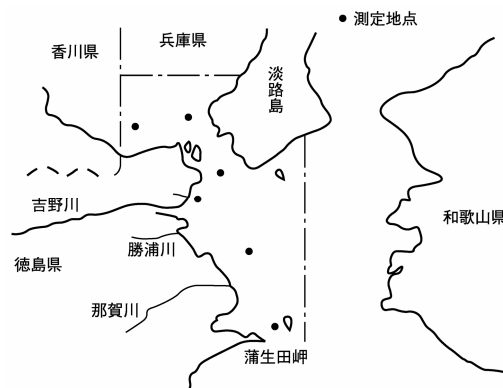 ● 測定地点
兵庫県
香川県
淡路島
吉野川
和歌山県
勝浦川
徳島県
那賀川
蒲生田岬